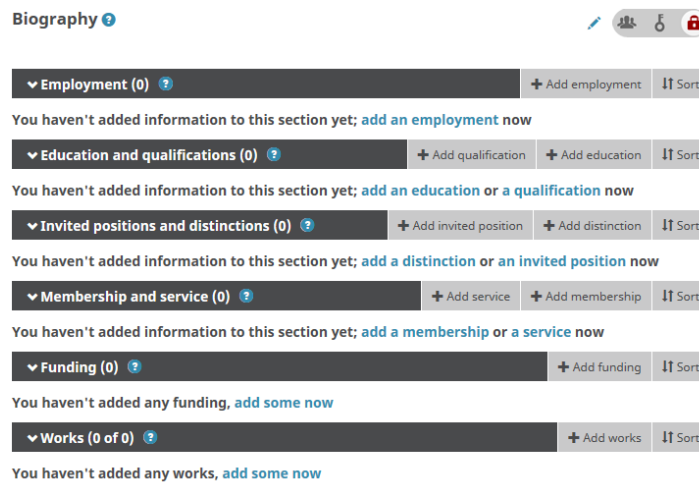 Biography
Employment (0) Add employment Sort
You haven't added information to this section yet; add an employment now
Education and qualifications (0) Add qualification Add education Sort
You haven't added information to this section yet; add an education or a qualification now
Invited positions and distinctions (0) Add invited position Add distinction Sort
You haven't added information to this section yet; add a distinction or an invited position now
Membership and service (0) Add service Add membership Sort
You haven't added information to this section yet; add a membership or a service now
Funding (0) Add funding Sort
You haven't added any funding, add some now
Works (0 of 0) Add works Sort
You haven't added any works, add some now